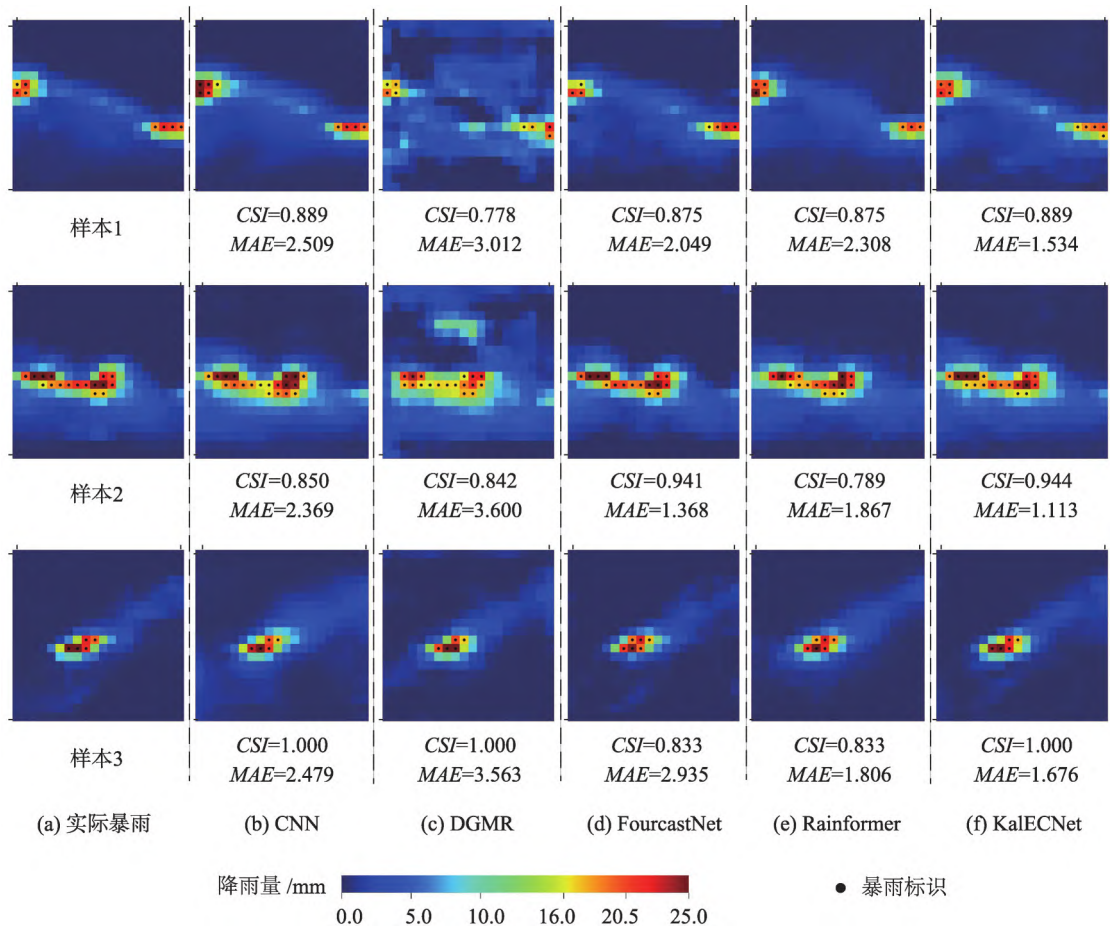 样本1
CSI=0.889
MAE=2.509
CSI=0.778
MAE=3.012
CSI=0.875
MAE=2.049
CSI=0.875
MAE=2.308
CSI=0.889
MAE=1.534
样本2
CSI=0.850
MAE=2.369
CSI=0.842
MAE=3.600
CSI=0.941
MAE=1.368
CSI=0.789
MAE=1.867
CSI=0.944
MAE=1.113
样本3
CSI=1.000
MAE=2.479
CSI=1.000
MAE=3.563
CSI=0.833
MAE=2.935
CSI=0.833
MAE=1.806
CSI=1.000
MAE=1.676
(a) 实际暴雨
(b) CNN
(c) DGMR
(d) FourcastNet
(e) Rainformer
(f) KalECNet
降雨量 /mm
0.0 5.0 10.0 16.0 20.5 25.0
暴雨标识